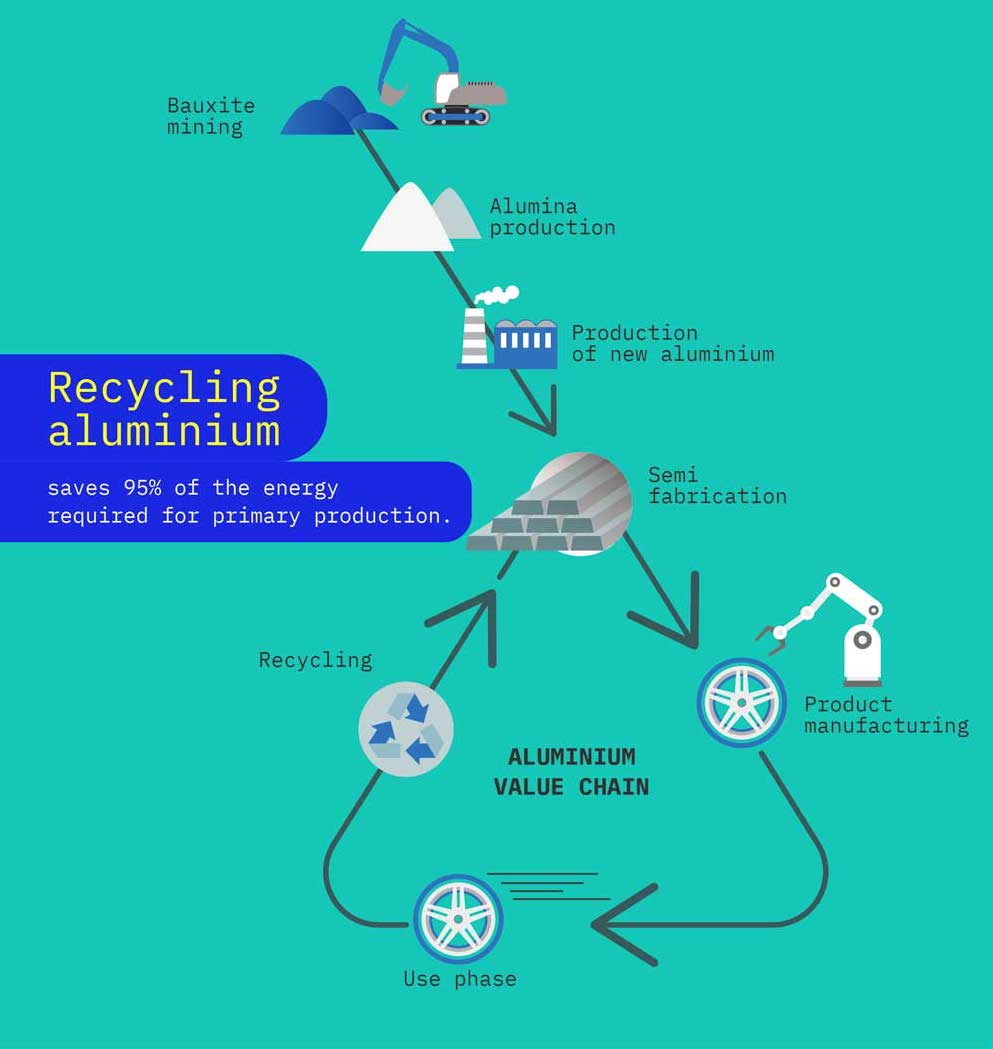 Bauxite
mining
Alumina
production
Production
of new aluminium
Recycling
aluminium
saves 95% of the energy
required for primary production.
Semi
fabrication
Recycling
Product
manufacturing
ALUMINIUM
VALUE CHAIN
Use phase